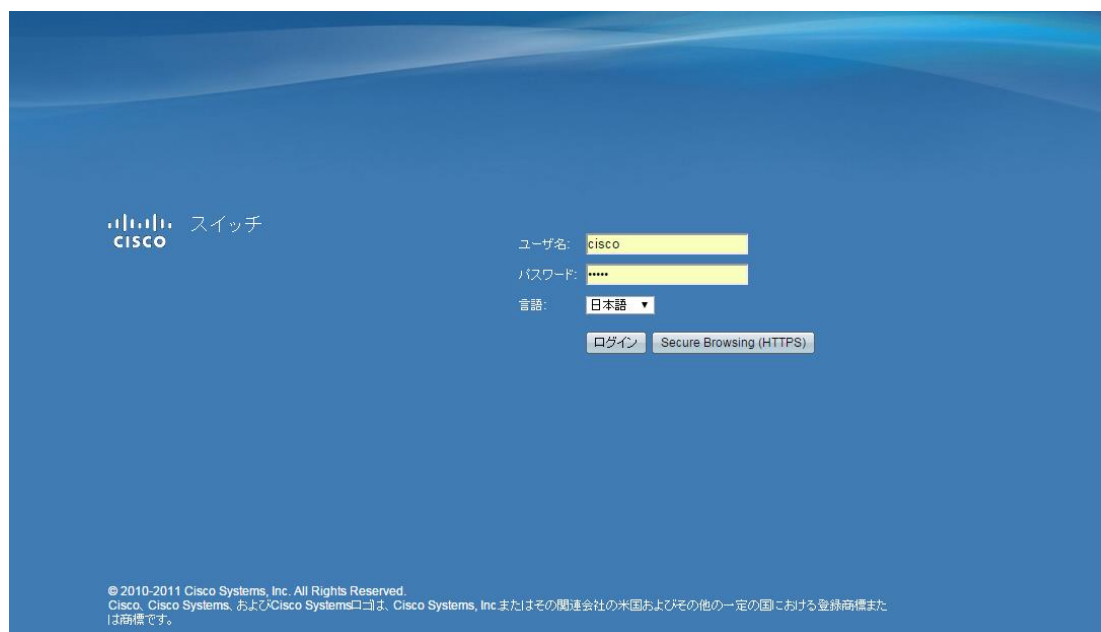 CISCO スイッチ
ユーザ名: cisco
パスワード: •••••
言語: 日本語 ▼
ログイン Secure Browsing (HTTPS)
© 2010-2011 Cisco Systems, Inc. All Rights Reserved.
Cisco、Cisco Systems、およびCisco Systemsロゴは、Cisco Systems, Inc.またはその関連会社の米国およびその他の一定の国における登録商標また
は商標です。